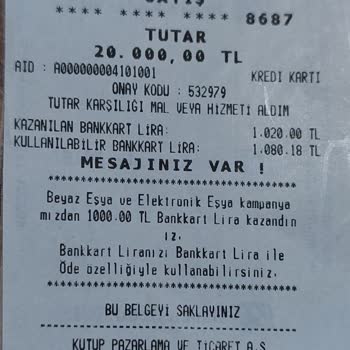 SATIŞ
**** **** **** 8687
TUTAR
20.000,00 TL
AID : A000000004101001 KREDI KARTI
ONAY KODU : 532979
TUTAR KARŞILIĞI MAL VEYA HİZMETİ ALDIM
KAZANILAN BANKKART LİRA: 1.020.00 TL
KULLANILABİLİR BANKKART LİRA: 1.080.18 TL
MESAJINIZ VAR !
********************************
Beyaz Eşya ve Elektronik Eşya kampanya
mızdan 1000.00 TL Bankkart Lira kazandın
ız.
Bankkart Liranızi Bankkart Lira ile
Öde özelliğiyle kullanabilirsiniz.
********************************
BU BELGEYİ SAKLAYINIZ
--------------------------------
KUTUP PAZARLAMA VE TİCARET A.Ş.